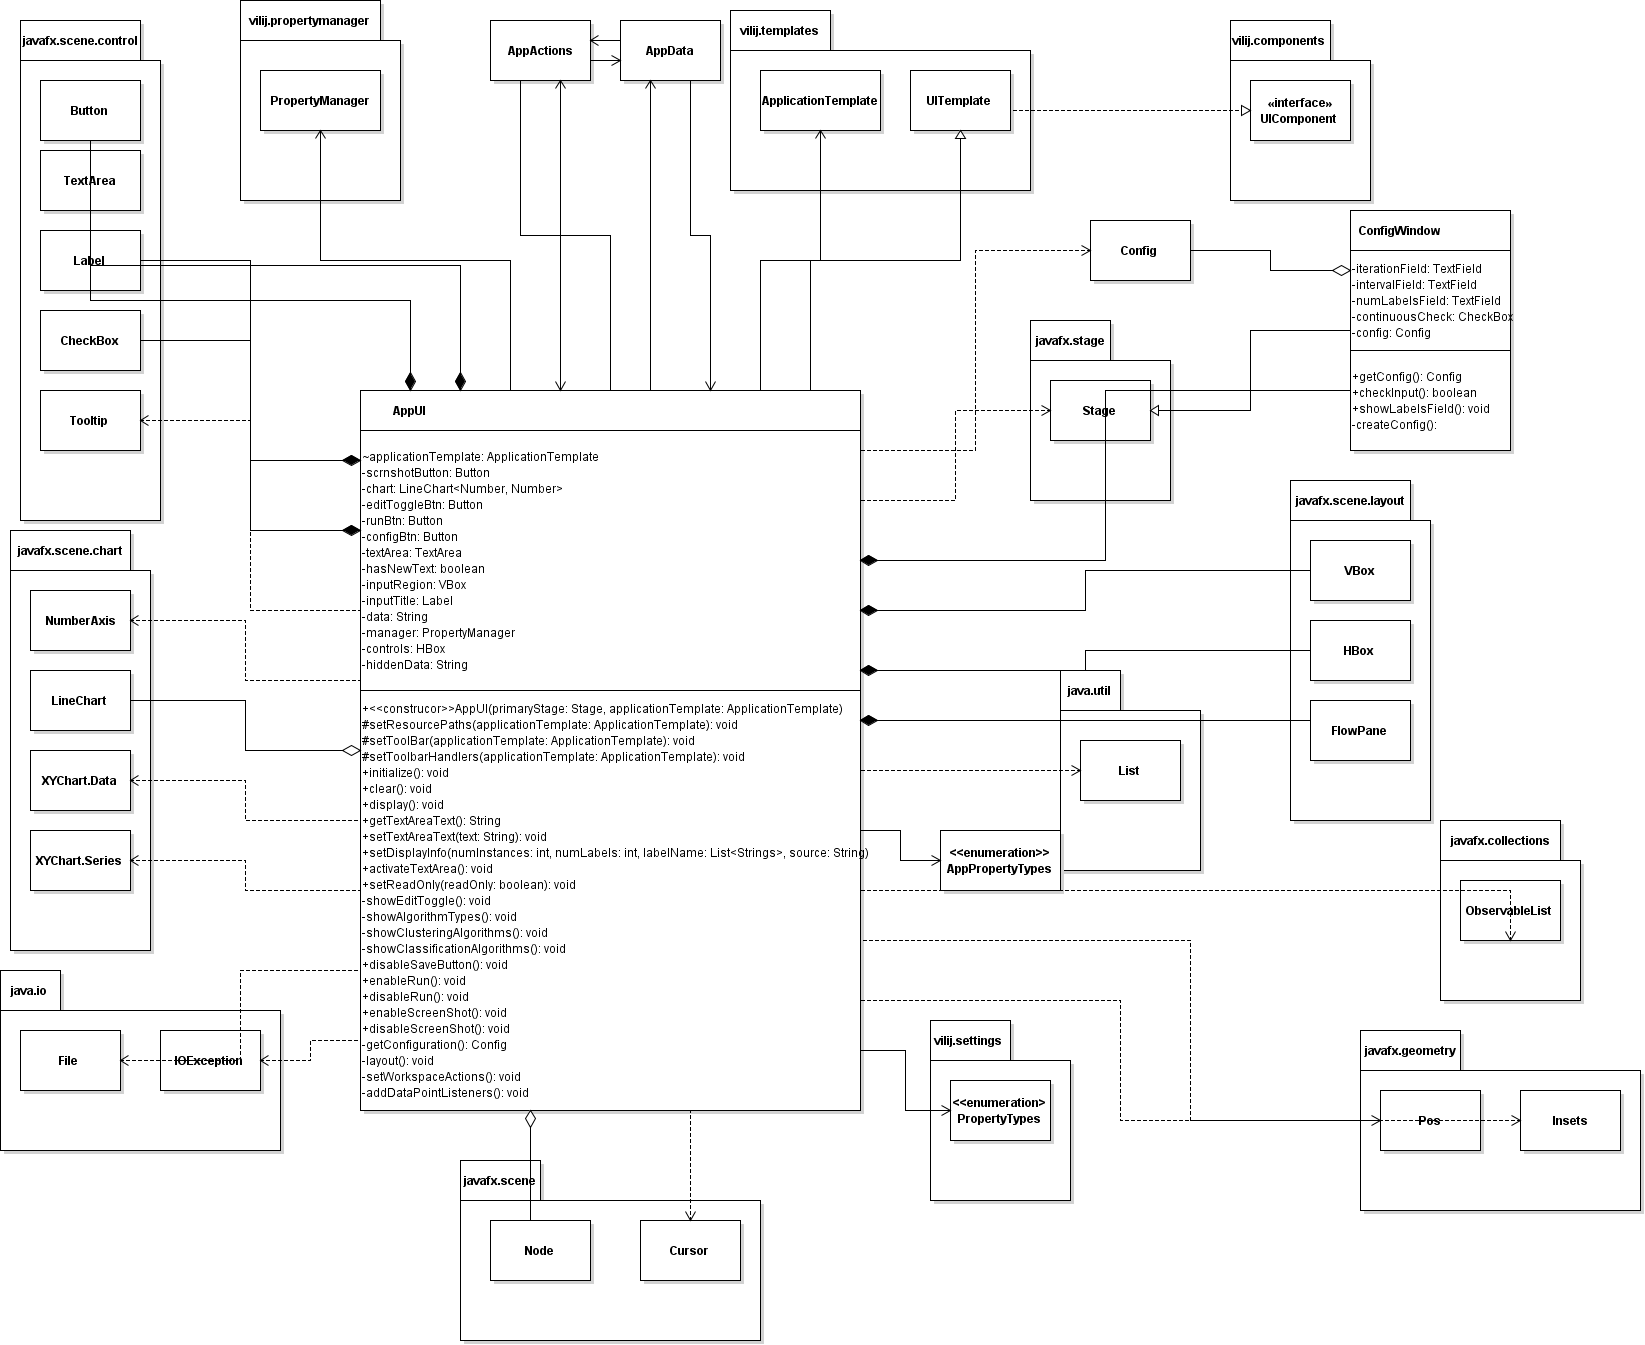 javafx.scene.control
Button
TextArea
Label
CheckBox
Tooltip
vilij.propertymanager
PropertyManager
AppActions
AppData
vilij.templates
ApplicationTemplate
UITemplate
vilij.components
«interface»
UIComponent
Config
ConfigWindow
-iterationField: TextField
-intervalField: TextField
-numLabelsField: TextField
-continuousCheck: CheckBox
-config: Config
+getConfig(): Config
+checkInput(): boolean
+showLabelsField(): void
-createConfig():
javafx.stage
Stage
AppUI
~applicationTemplate: ApplicationTemplate
-scrnshotButton: Button
-chart: LineChart<Number, Number>
-editToggleBtn: Button
-runBtn: Button
-configBtn: Button
-textArea: TextArea
-hasNewText: boolean
-inputRegion: VBox
-inputTitle: Label
-data: String
-manager: PropertyManager
-controls: HBox
-hiddenData: String
+<<construcor>>AppUI(primaryStage: Stage, applicationTemplate: ApplicationTemplate)
#setResourcePaths(applicationTemplate: ApplicationTemplate): void
#setToolBar(applicationTemplate: ApplicationTemplate): void
#setToolbarHandlers(applicationTemplate: ApplicationTemplate): void
+initialize(): void
+clear(): void
+display(): void
+getTextAreaText(): String
+setTextAreaText(text: String): void
+setDisplayInfo(numInstances: int, numLabels: int, labelName: List<Strings>, source: String)
+activateTextArea(): void
+setReadOnly(readOnly: boolean): void
-showEditToggle(): void
-showAlgorithmTypes(): void
-showClusteringAlgorithms(): void
-showClassificationAlgorithms(): void
+disableSaveButton(): void
+enableRun(): void
+disableRun(): void
+enableScreenShot(): void
+disableScreenShot(): void
-getConfiguration(): Config
-layout(): void
-setWorkspaceActions(): void
-addDataPointListeners(): void
javafx.scene.layout
VBox
HBox
FlowPane
javafx.scene.chart
NumberAxis
LineChart
XYChart.Data
XYChart.Series
java.util
List
<<enumeration>>
AppPropertyTypes
javafx.collections
ObservableList
java.io
File
IOException
vilij.settings
<<enumeration>
PropertyTypes
javafx.geometry
Pos
Insets
javafx.scene
Node
Cursor